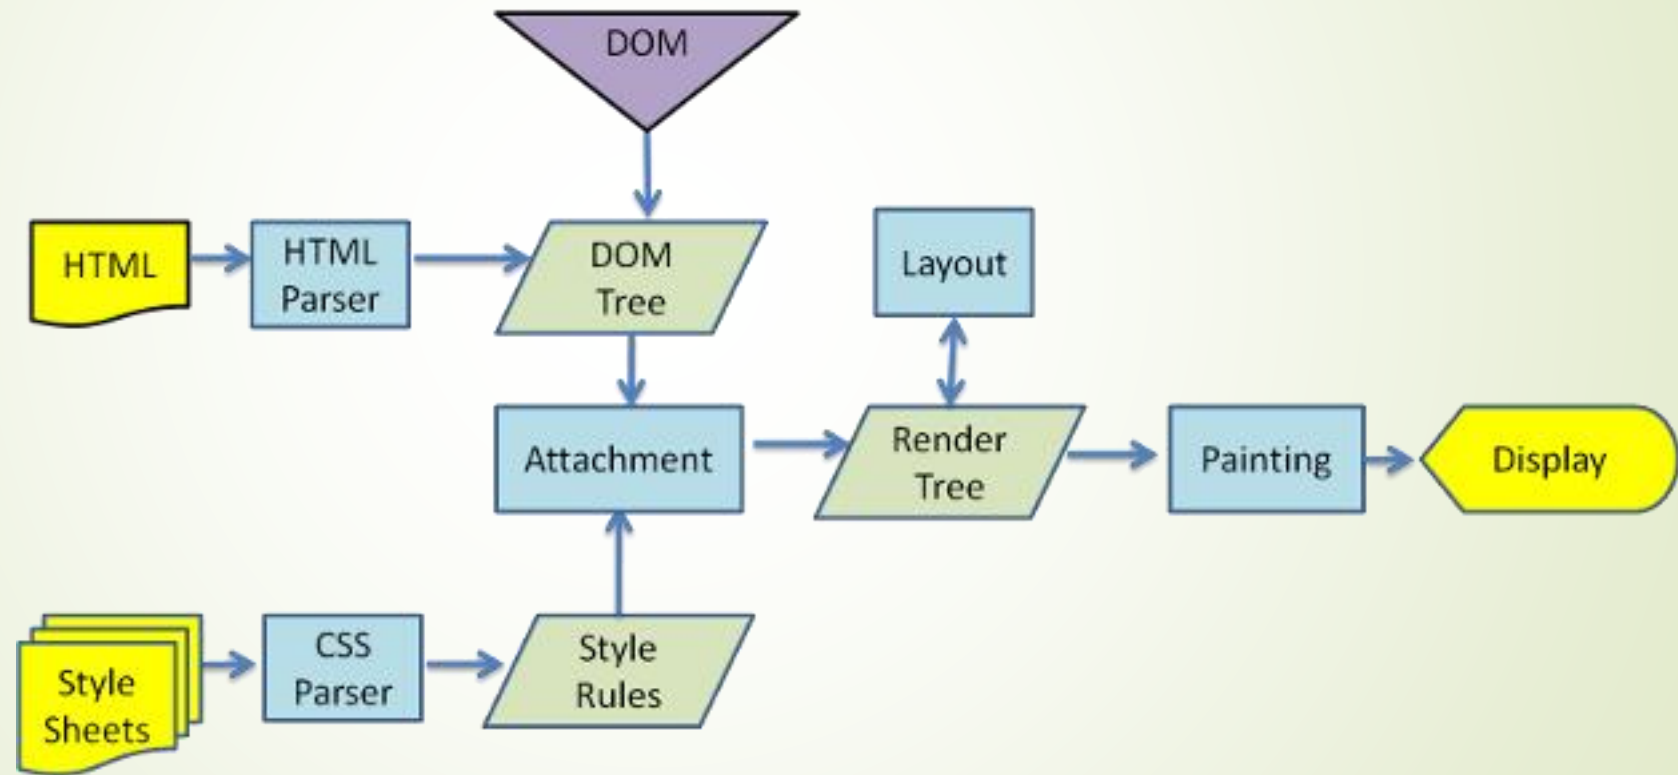 DOM
HTML
HTML
Parser
DOM
Tree
Layout
Attachment
Render
Tree
Painting
Display
Style
Sheets
CSS
Parser
Style
Rules